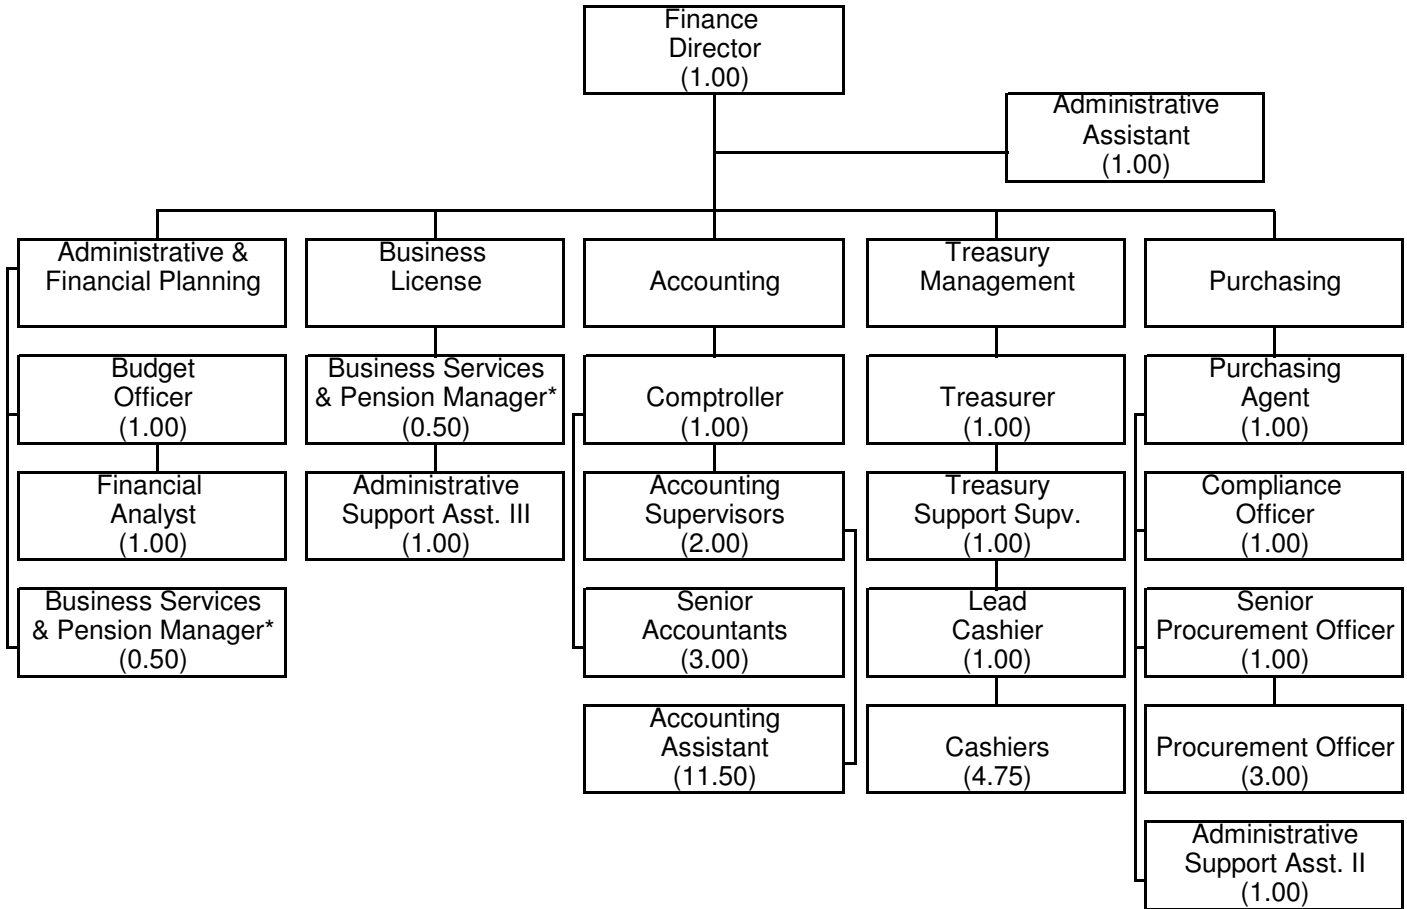 Finance
Director
(1.00)
Administrative
Assistant
(1.00)
Administrative &
Financial Planning
Business
License
Accounting
Treasury
Management
Purchasing
Budget
Officer
(1.00)
Business Services
& Pension Manager*
(0.50)
Comptroller
(1.00)
Treasurer
(1.00)
Purchasing
Agent
(1.00)
Financial
Analyst
(1.00)
Administrative
Support Asst. III
(1.00)
Accounting
Supervisors
(2.00)
Treasury
Support Supv.
(1.00)
Compliance
Officer
(1.00)
Business Services
& Pension Manager*
(0.50)
Senior
Accountants
(3.00)
Lead
Cashier
(1.00)
Senior
Procurement Officer
(1.00)
Accounting
Assistant
(11.50)
Cashiers
(4.75)
Procurement Officer
(3.00)
Administrative
Support Asst. II
(1.00)